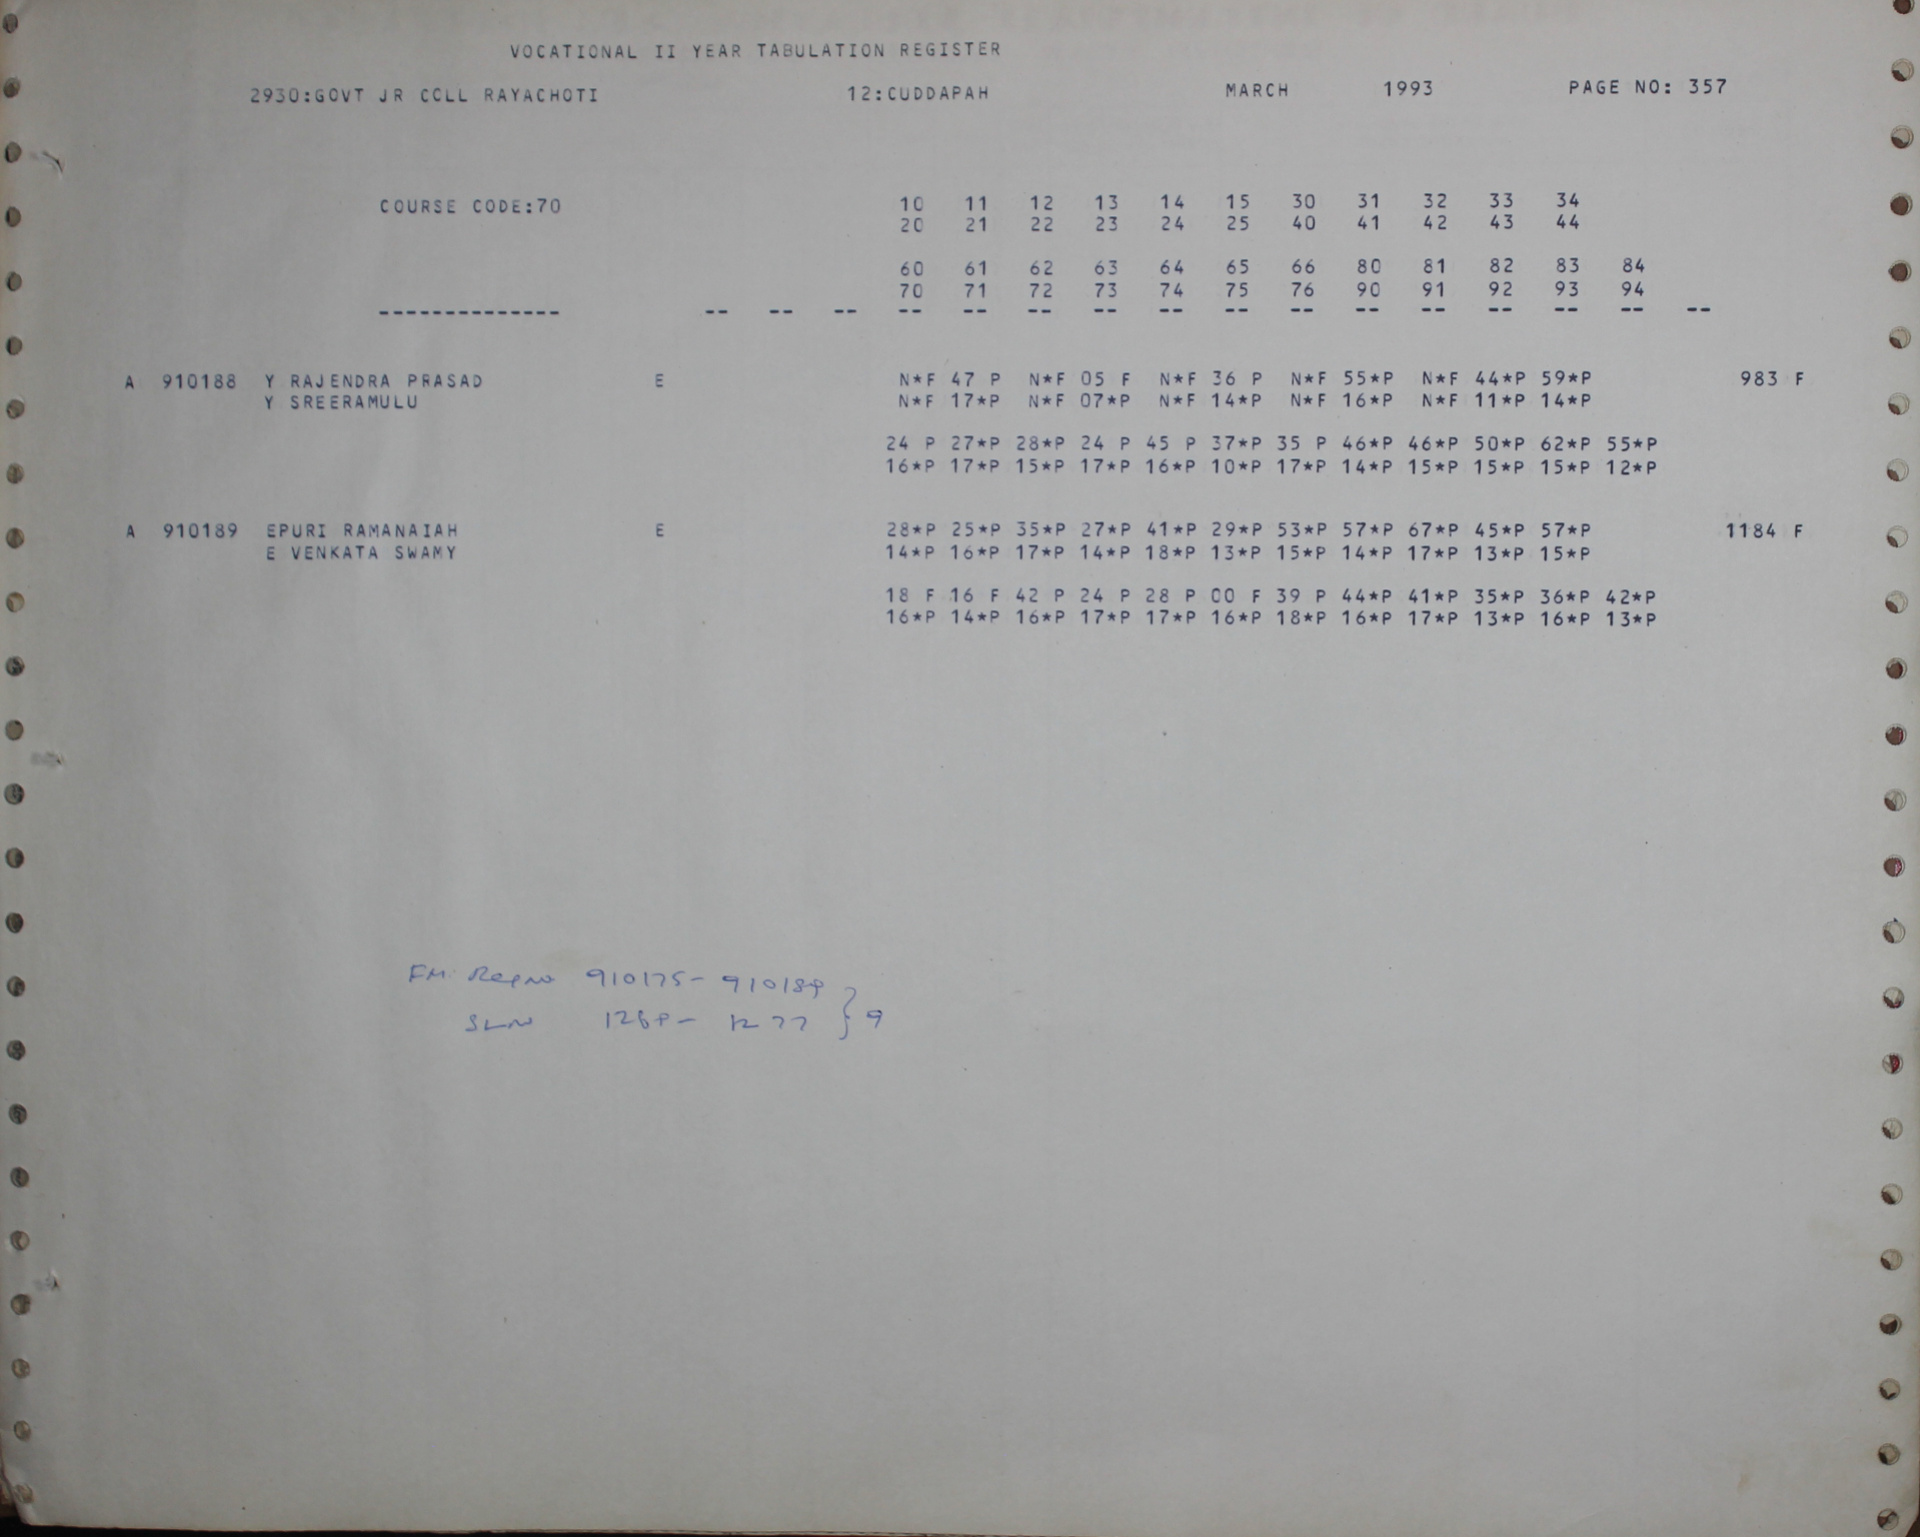 VOCATIONAL II YEAR TABULATION REGISTER
2930:GOVT JR COLL RAYACHOTI 12:CUDDAPAH MARCH 1993 PAGE NO: 357
COURSE CODE:70 10 11 12 13 14 15 30 31 32 33 34
20 21 22 23 24 25 40 41 42 43 44
60 61 62 63 64 65 66 80 81 82 83 84
70 71 72 73 74 75 76 90 91 92 93 94
-------------- -- -- -- -- -- -- -- -- -- -- -- -- -- -- -- --
A 910188 Y RAJENDRA PRASAD E N*F 47 P N*F 05 F N*F 36 P N*F 55*P N*F 44*P 59*P 983 F
Y SREERAMULU N*F 17*P N*F 07*P N*F 14*P N*F 16*P N*F 11*P 14*P
24 P 27*P 28*P 24 P 45 P 37*P 35 P 46*P 46*P 50*P 62*P 55*P
16*P 17*P 15*P 17*P 16*P 10*P 17*P 14*P 15*P 15*P 15*P 12*P
A 910189 EPURI RAMANAIAH E 28*P 25*P 35*P 27*P 41*P 29*P 53*P 57*P 67*P 45*P 57*P 1184 F
E VENKATA SWAMY 14*P 16*P 17*P 14*P 18*P 13*P 15*P 14*P 17*P 13*P 15*P
18 F 16 F 42 P 24 P 28 P 00 F 39 P 44*P 41*P 35*P 36*P 42*P
16*P 14*P 16*P 17*P 17*P 16*P 18*P 16*P 17*P 13*P 16*P 13*P
910175- 910189
1277 } 9